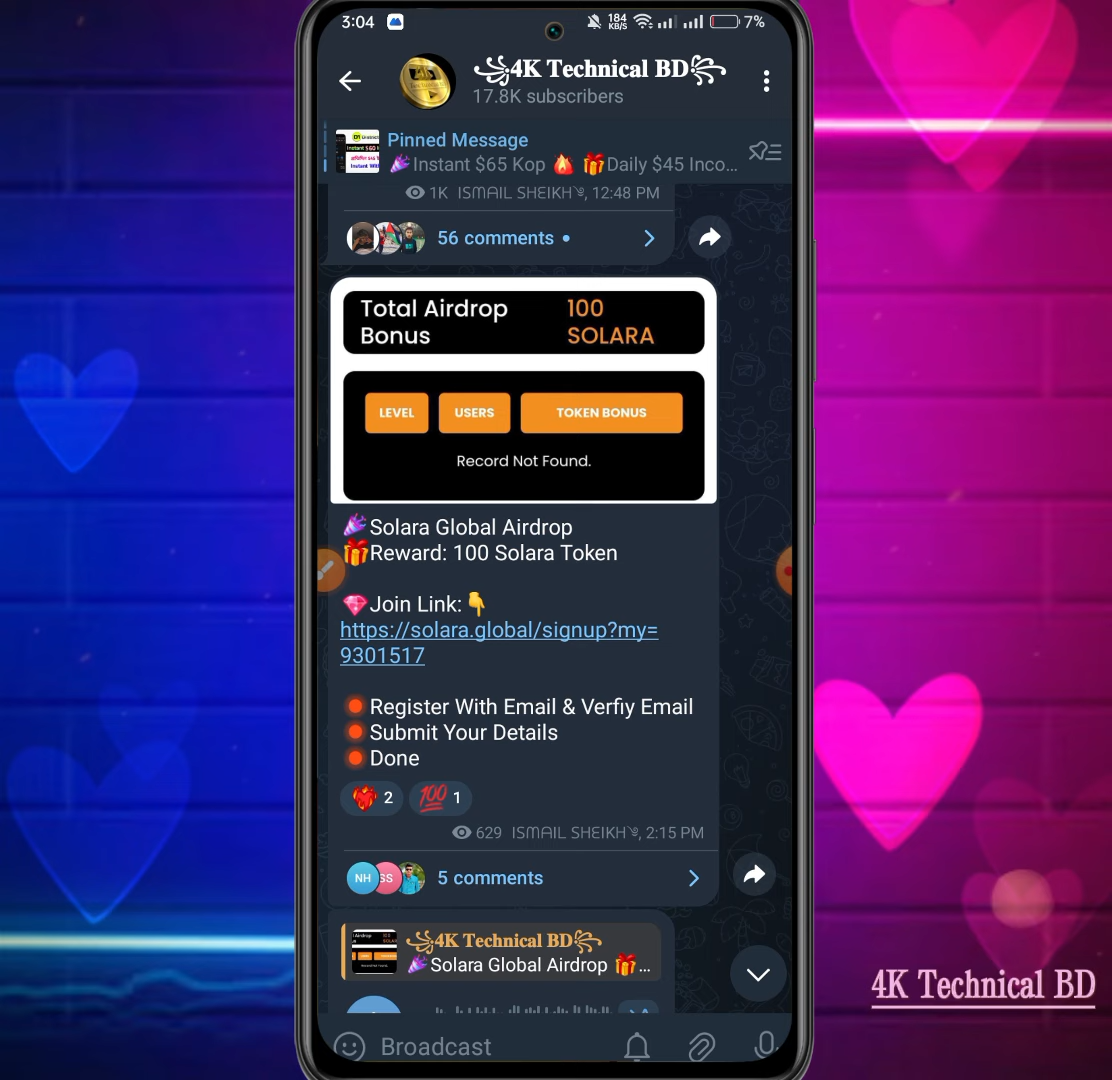 3:04
184
KB/S
7%
꧁4K Technical BD꧂
17.8K subscribers
Pinned Message
🎉Instant $65 Kop 🔥 🎁Daily $45 Inco...
1K ISMAIL SHEIKH༄, 12:48 PM
56 comments
Total Airdrop Bonus
100 SOLARA
LEVEL
USERS
TOKEN BONUS
Record Not Found.
🎉Solara Global Airdrop
🎁Reward: 100 Solara Token
💎Join Link:👇
https://solara.global/signup?my=
9301517
🔴 Register With Email & Verfiy Email
🔴 Submit Your Details
🔴 Done
❤️‍🔥 2
💯 1
629 ISMAIL SHEIKH༄, 2:15 PM
NH
SS
5 comments
꧁4K Technical BD꧂
🎉Solara Global Airdrop 🎁...
Broadcast
4K Technical BD